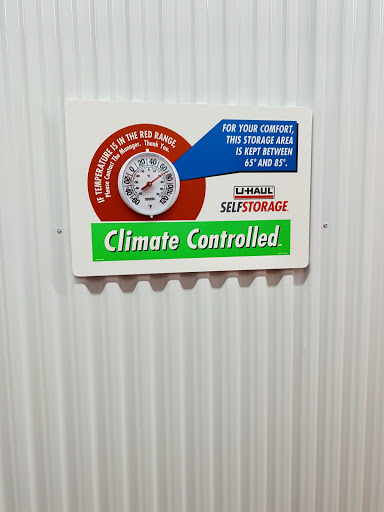 IF TEMPERATURE IS IN THE RED RANGE,
Please Contact The Manager. Thank You.
FOR YOUR COMFORT,
THIS STORAGE AREA
IS KEPT BETWEEN
65° AND 85°.
U-HAUL
SELFSTORAGE
Climate Controlled